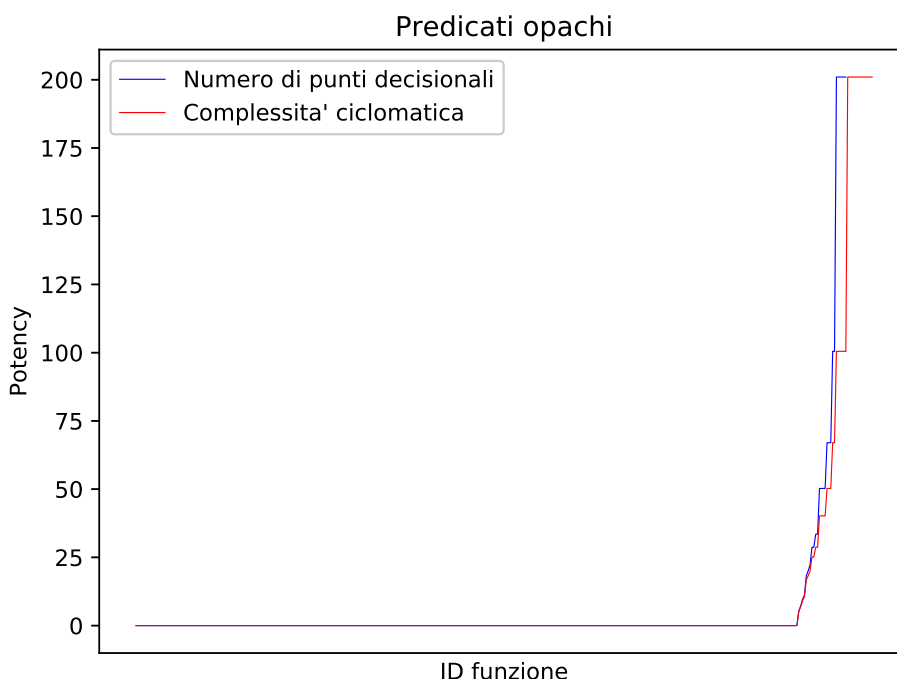 Predicati opachi
Numero di punti decisionali
Complessita' ciclomatica
200
175
150
125
100
75
50
25
0
Potency
ID funzione